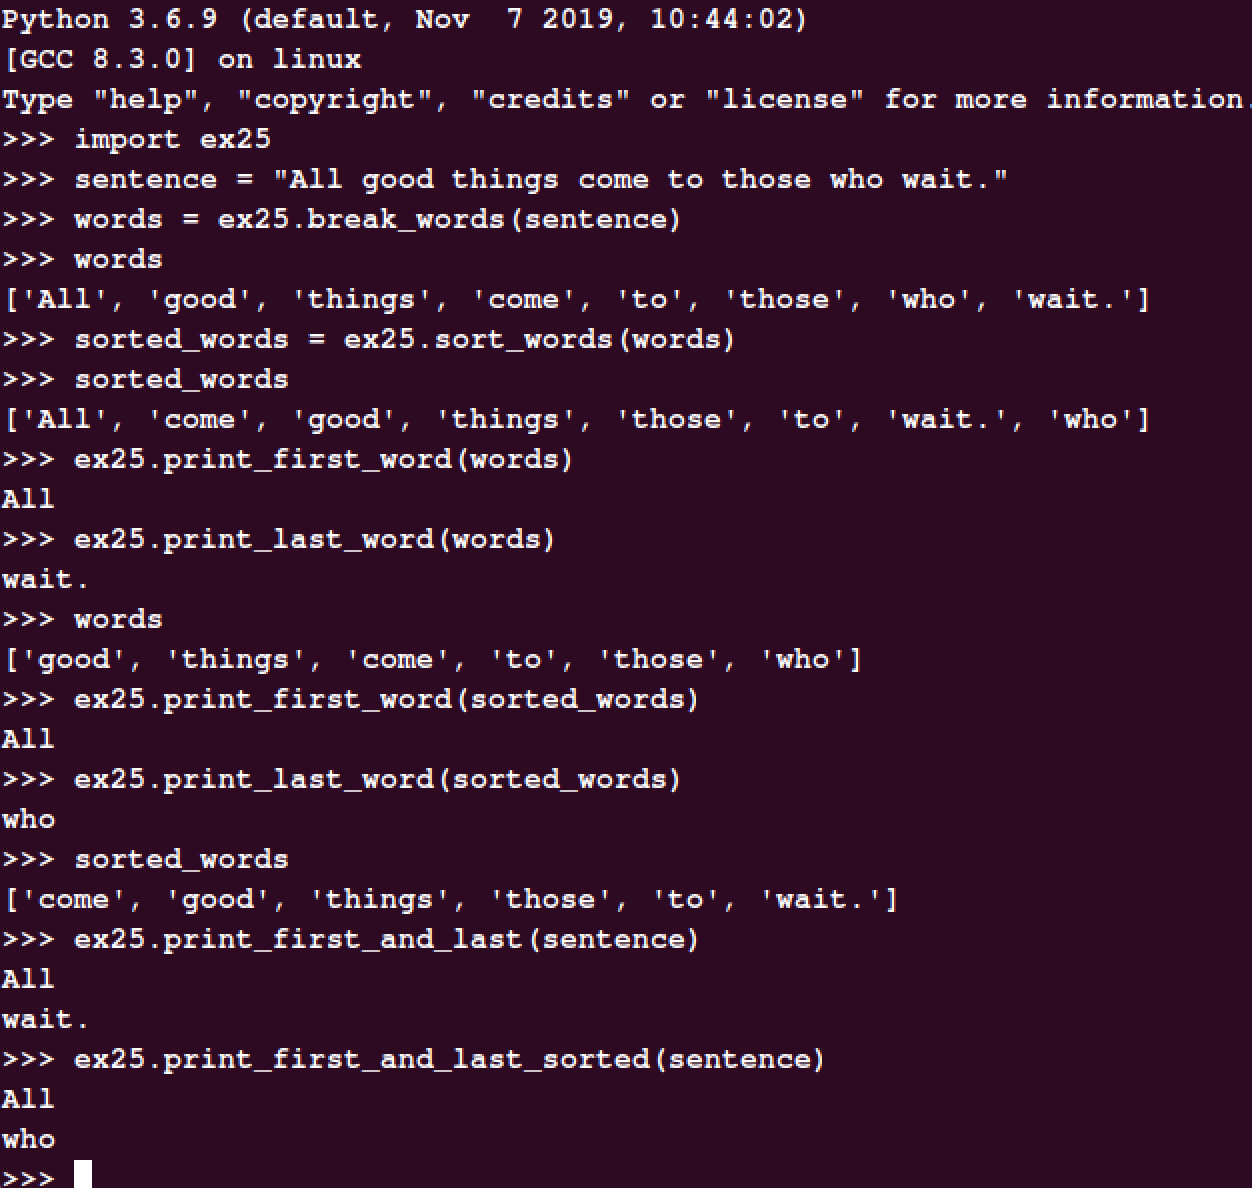 Python 3.6.9 (default, Nov  7 2019, 10:44:02)
[GCC 8.3.0] on linux
Type "help", "copyright", "credits" or "license" for more information.
>>> import ex25
>>> sentence = "All good things come to those who wait."
>>> words = ex25.break_words(sentence)
>>> words
['All', 'good', 'things', 'come', 'to', 'those', 'who', 'wait.']
>>> sorted_words = ex25.sort_words(words)
>>> sorted_words
['All', 'come', 'good', 'things', 'those', 'to', 'wait.', 'who']
>>> ex25.print_first_word(words)
All
>>> ex25.print_last_word(words)
wait.
>>> words
['good', 'things', 'come', 'to', 'those', 'who']
>>> ex25.print_first_word(sorted_words)
All
>>> ex25.print_last_word(sorted_words)
who
>>> sorted_words
['come', 'good', 'things', 'those', 'to', 'wait.']
>>> ex25.print_first_and_last(sentence)
All
wait.
>>> ex25.print_first_and_last_sorted(sentence)
All
who
>>>